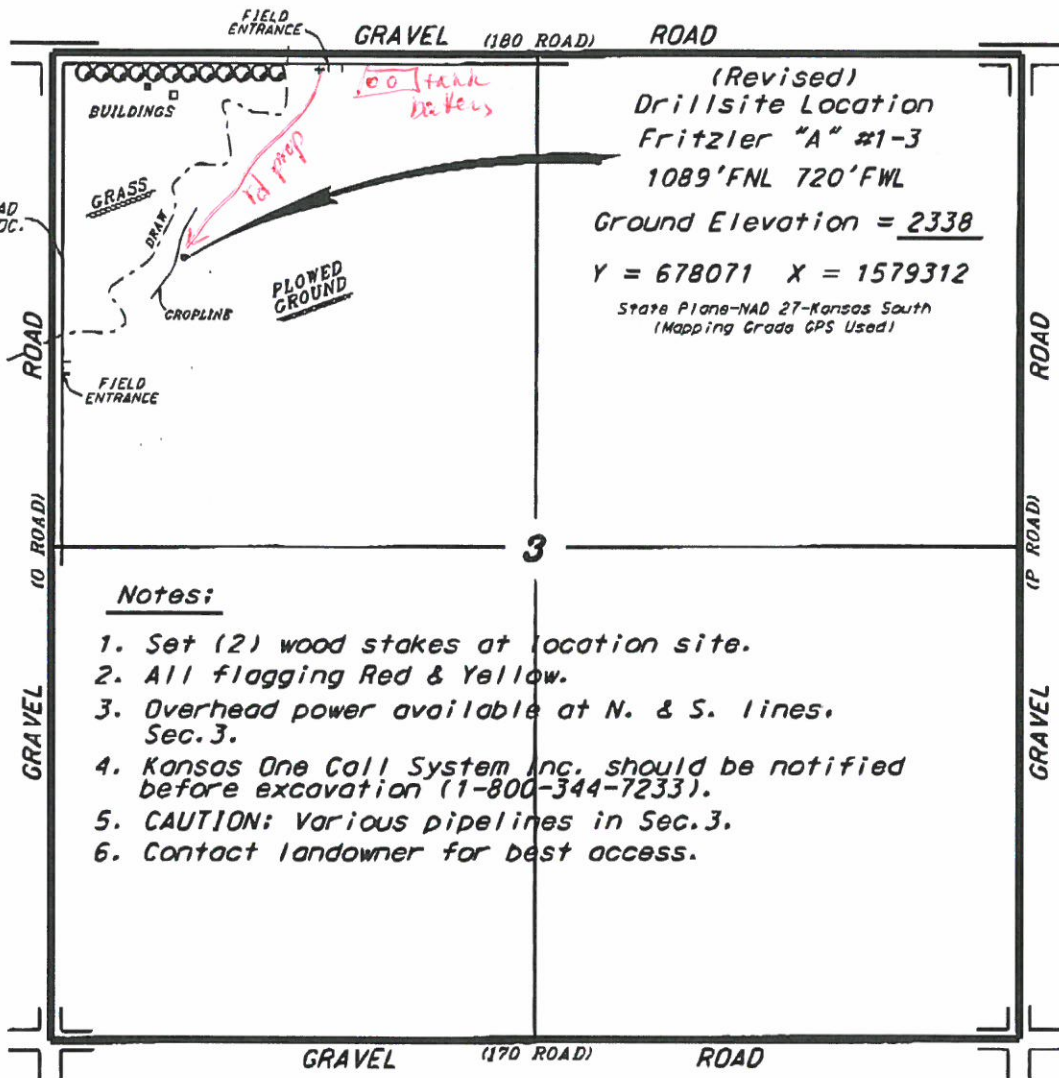 FIELD
ENTRANCE
GRAVEL (180 ROAD) ROAD
BUILDINGS
tank
GRASS
DRAW
CROPLINE
PLOWED
GROUND
FIELD
ENTRANCE
(Revised)
Drillsite Location
Fritzler "A" #1-3
1089'FNL 720'FWL
Ground Elevation = 2338
Y = 678071 X = 1579312
State Plane-NAD 27-Kansas South
(Mapping Grade GPS Used)
ROAD
(O ROAD)
GRAVEL
ROAD
(P ROAD)
GRAVEL
3
Notes:
1. Set (2) wood stakes at location site.
2. All flagging Red & Yellow.
3. Overhead power available at N. & S. lines.
Sec.3.
4. Kansas One Call System Inc. should be notified
before excavation (1-800-344-7233).
5. CAUTION: Various pipelines in Sec.3.
6. Contact landowner for best access.
GRAVEL (170 ROAD) ROAD